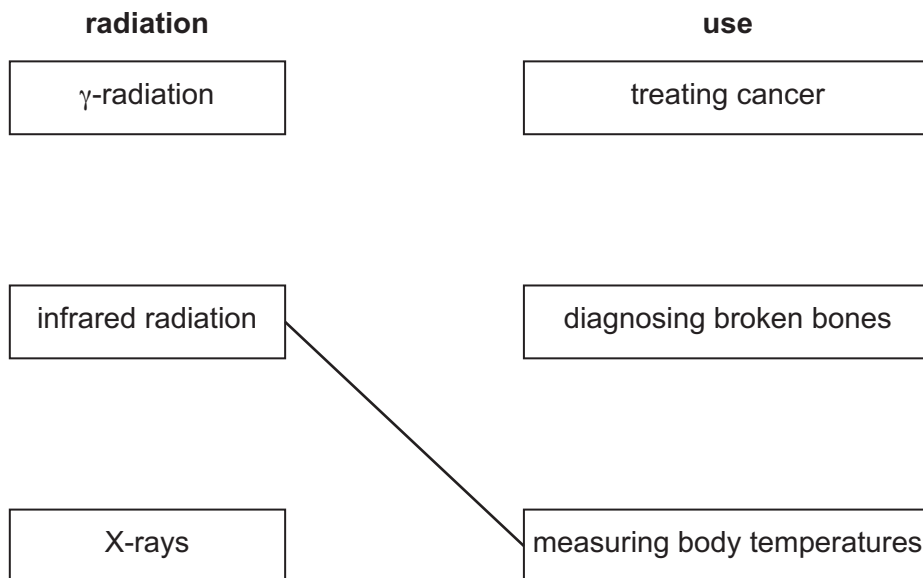 radiation use
γ-radiation treating cancer
infrared radiation diagnosing broken bones
X-rays measuring body temperatures